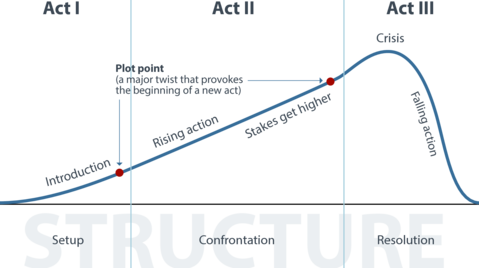 Act I
Act II
Act III
Crisis
Plot point
(a major twist that provokes
the beginning of a new act)
Introduction
Rising action
Stakes get higher
Falling action
STRUCTURE
Setup
Confrontation
Resolution